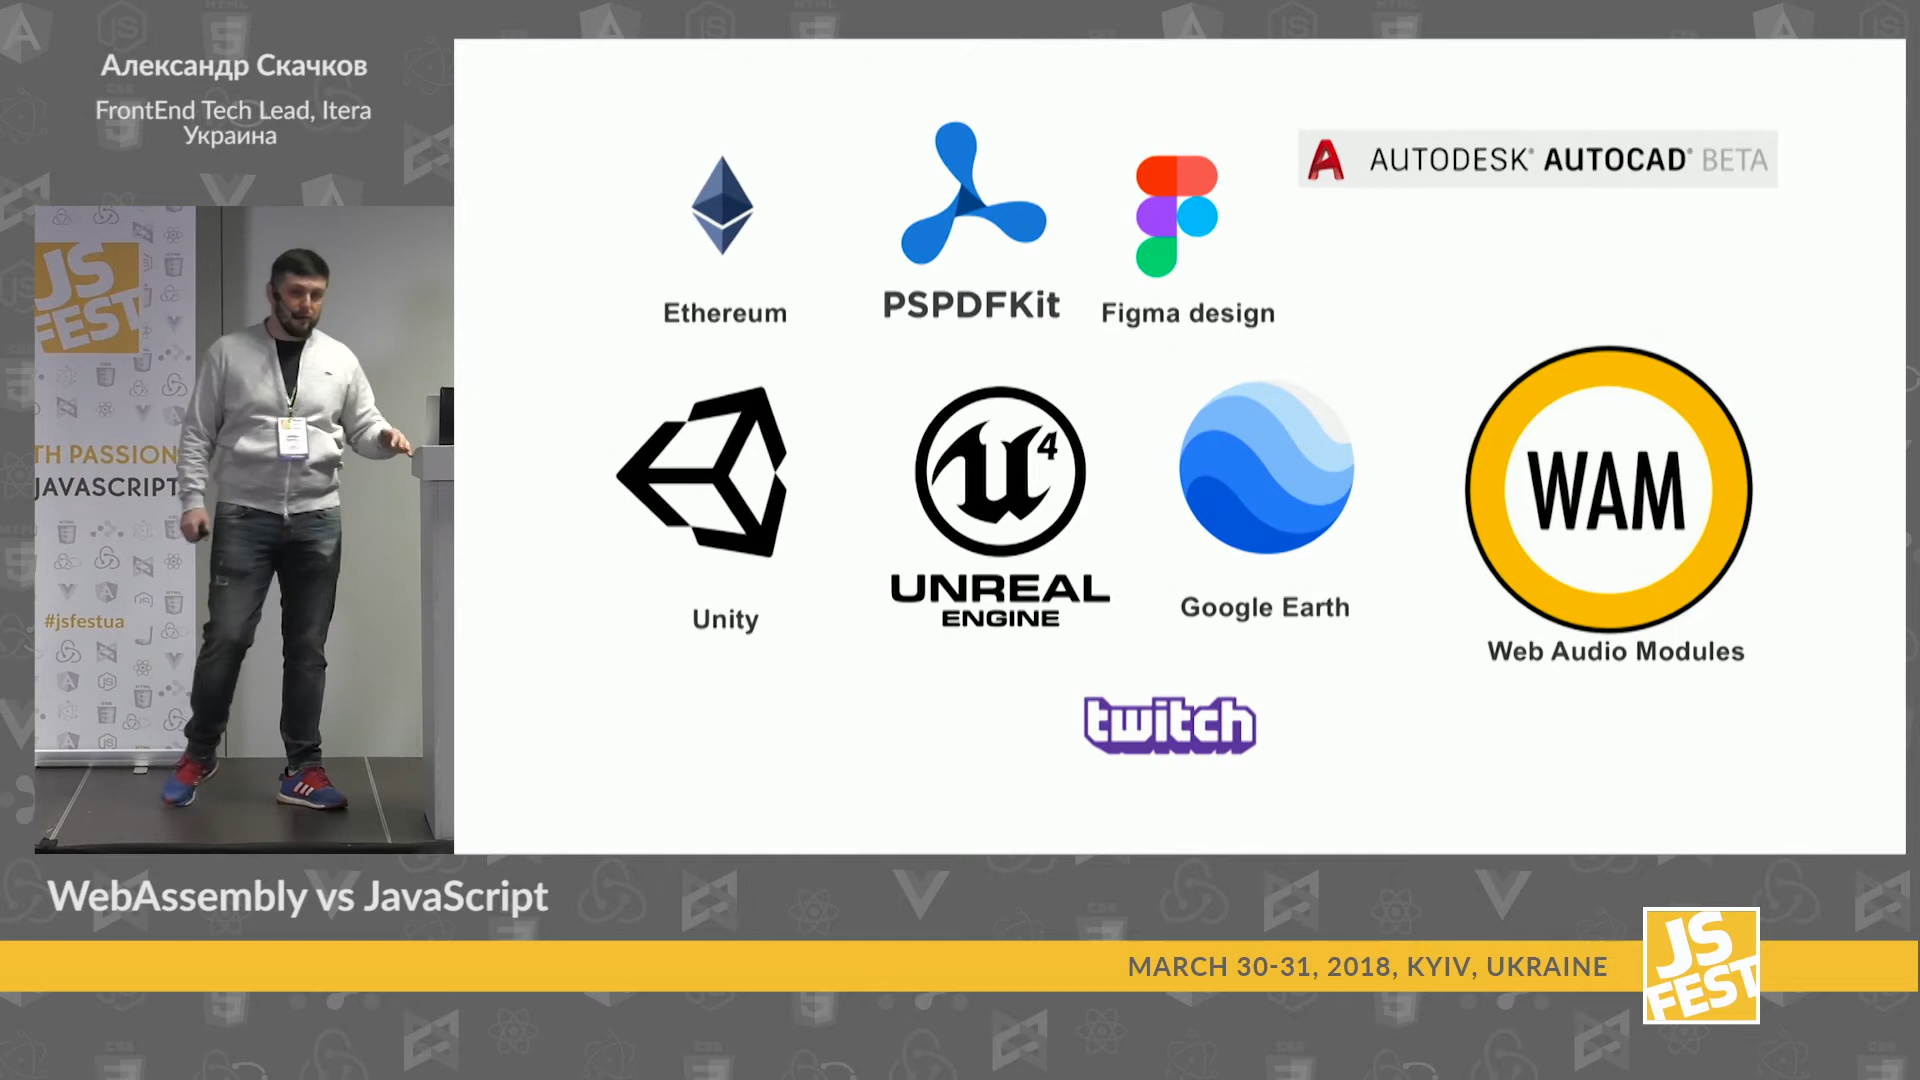 Александр Скачков
FrontEnd Tech Lead, Itera
Украина
JS
FEST
TH PASSION
JAVASCRIPT
#jsfestua
Ethereum
PSPDFKit
Figma design
AUTODESK® AUTOCAD® BETA
Unity
U4
UNREAL
ENGINE
Google Earth
WAM
Web Audio Modules
twitch
WebAssembly vs JavaScript
MARCH 30-31, 2018, KYIV, UKRAINE
JS
FEST